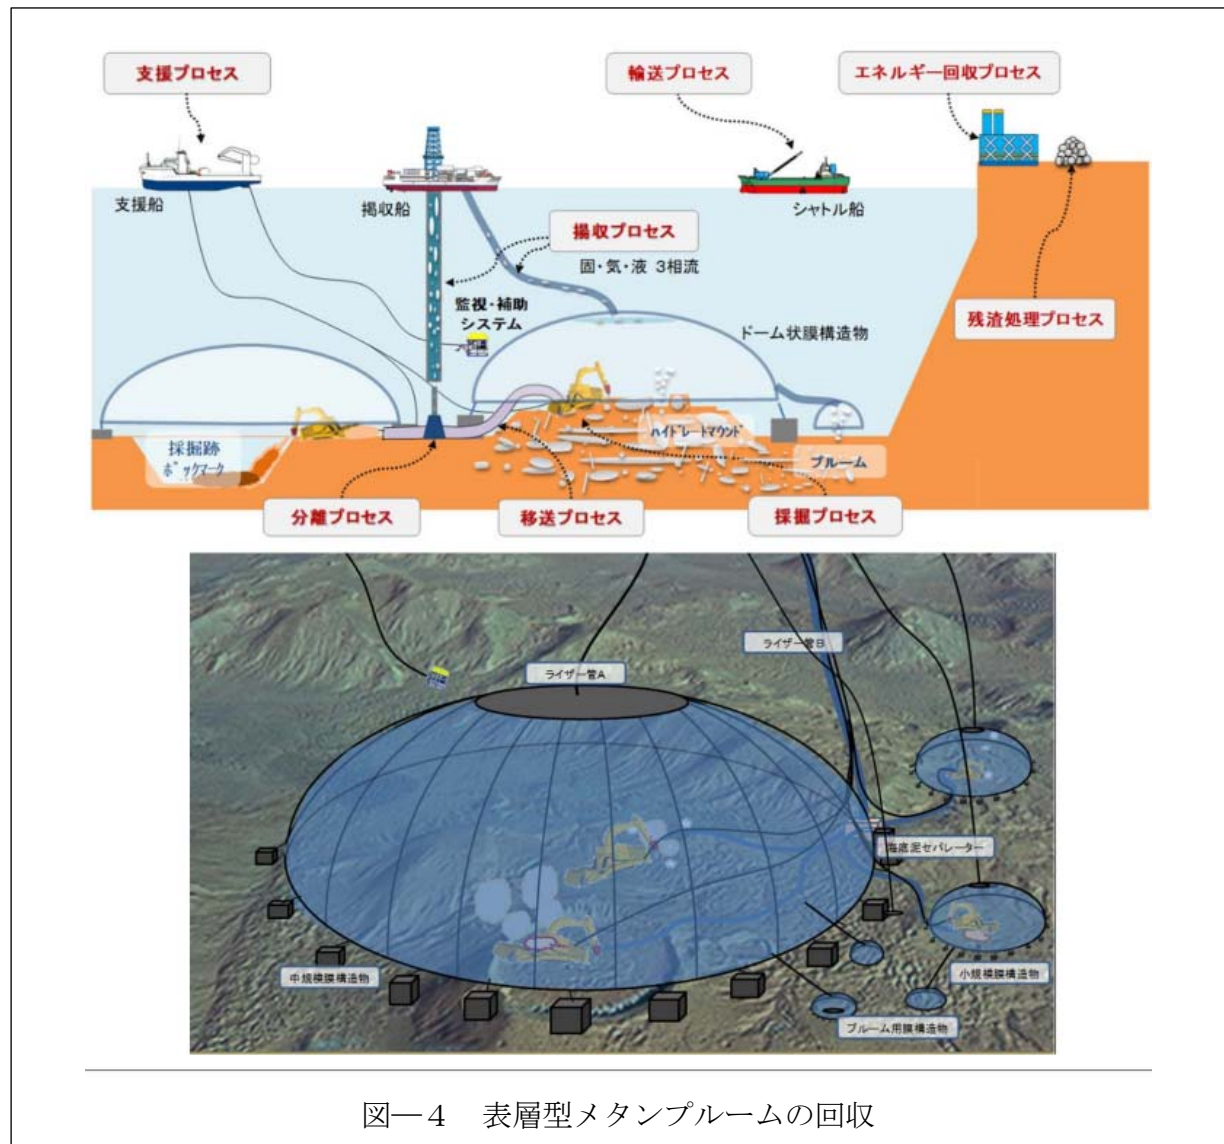 支援プロセス
輸送プロセス
エネルギー回収プロセス
支援船
掲収船
シャトル船
揚収プロセス
固・気・液 3相流
監視・補助
システム
ドーム状膜構造物
残渣処理プロセス
採掘跡
ポックマーク
ハイドレートマウンド
プルーム
分離プロセス
移送プロセス
採掘プロセス
ライザー管B
ライザー管A
海底泥セパレーター
中規模膜構造物
小規模膜構造物
プルーム用膜構造物
図―4 表層型メタンプルームの回収